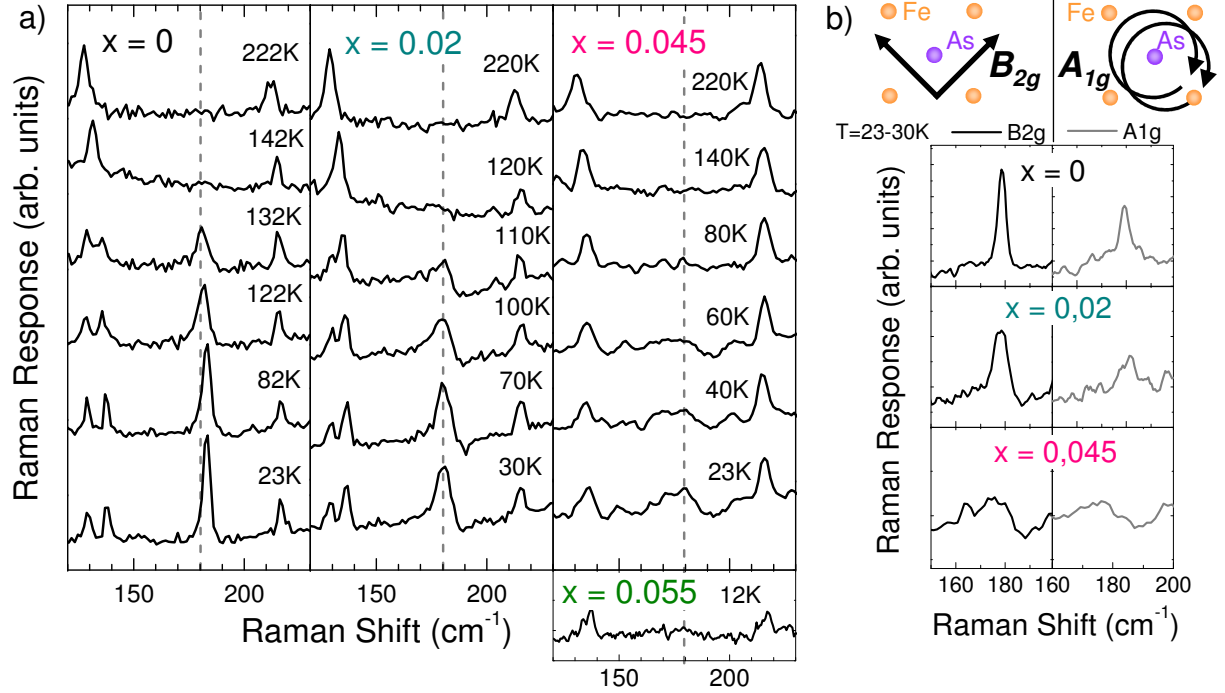 a)
x = 0
222K
142K
132K
122K
82K
23K
x = 0.02
220K
120K
110K
100K
70K
30K
x = 0.045
220K
140K
80K
60K
40K
23K
x = 0.055
12K
Raman Response (arb. units)
150 200 150 200
150 200
Raman Shift (cm⁻¹)
b)
Fe
As
B2g
Fe
As
A1g
T=23-30K B2g A1g
x = 0
x = 0,02
x = 0,045
Raman Response (arb. units)
160 180 160 180 200
Raman Shift (cm⁻¹)